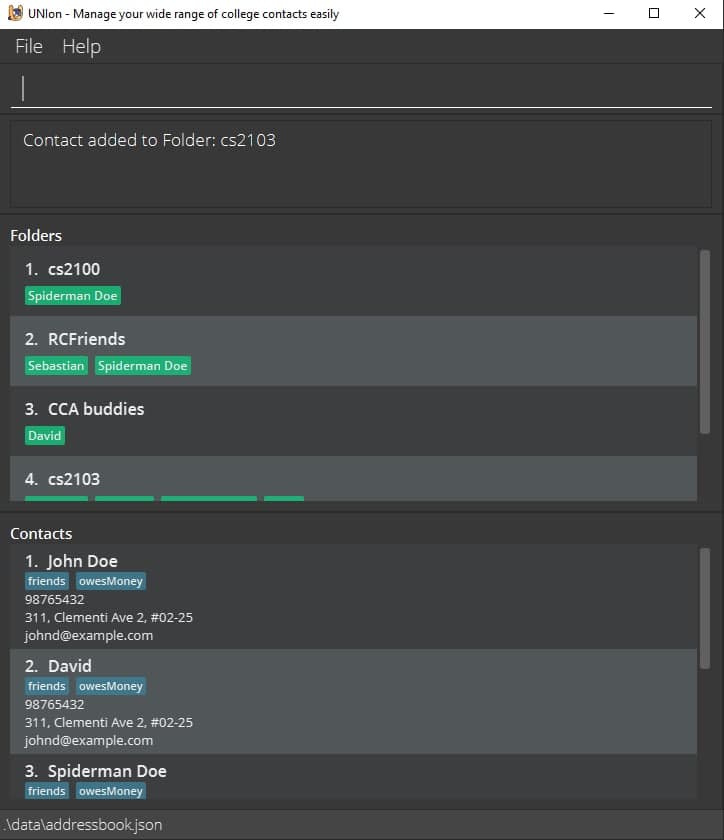 UNIon - Manage your wide range of college contacts easily
File Help
Contact added to Folder: cs2103
Folders
1. cs2100
Spiderman Doe
2. RCFriends
Sebastian Spiderman Doe
3. CCA buddies
David
4. cs2103
Contacts
1. John Doe
friends owesMoney
98765432
311, Clementi Ave 2, #02-25
johnd@example.com
2. David
friends owesMoney
98765432
311, Clementi Ave 2, #02-25
johnd@example.com
3. Spiderman Doe
friends owesMoney
.\data\addressbook.json